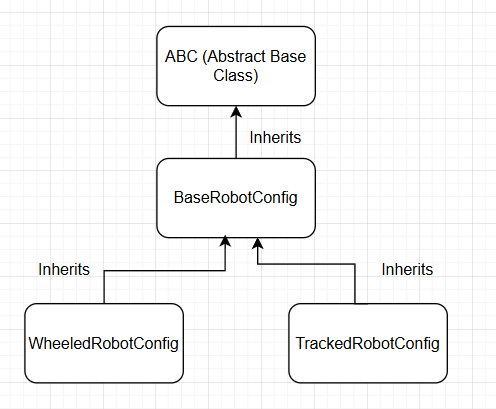 ABC (Abstract Base
Class)
Inherits
BaseRobotConfig
Inherits
Inherits
WheeledRobotConfig
TrackedRobotConfig